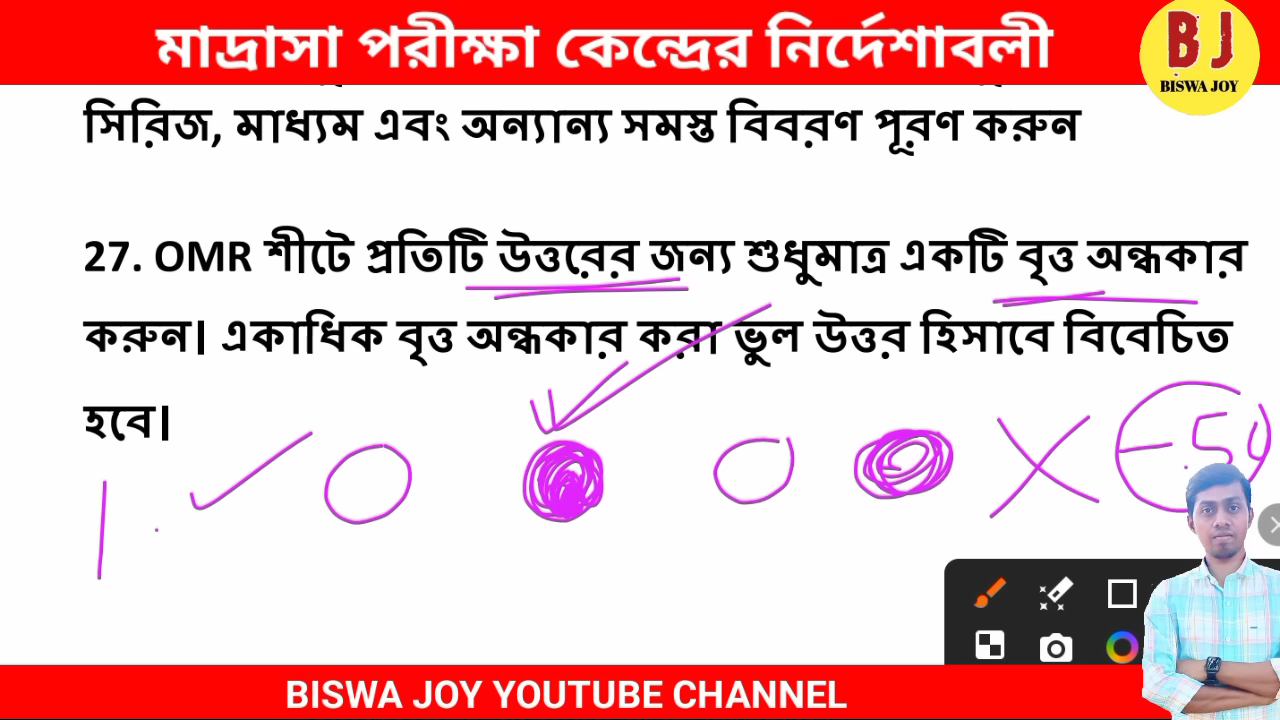 মাদ্রাসা পরীক্ষা কেন্দ্রের নির্দেশাবলী
BJ
BISWA JOY
সিরিজ, মাধ্যম এবং অন্যান্য সমস্ত বিবরণ পূরণ করুন
27. OMR শীটে প্রতিটি উত্তরের জন্য শুধুমাত্র একটি বৃত্ত অন্ধকার
করুন। একাধিক বৃত্ত অন্ধকার করা ভুল উত্তর হিসাবে বিবেচিত
হবে।
1.
BISWA JOY YOUTUBE CHANNEL